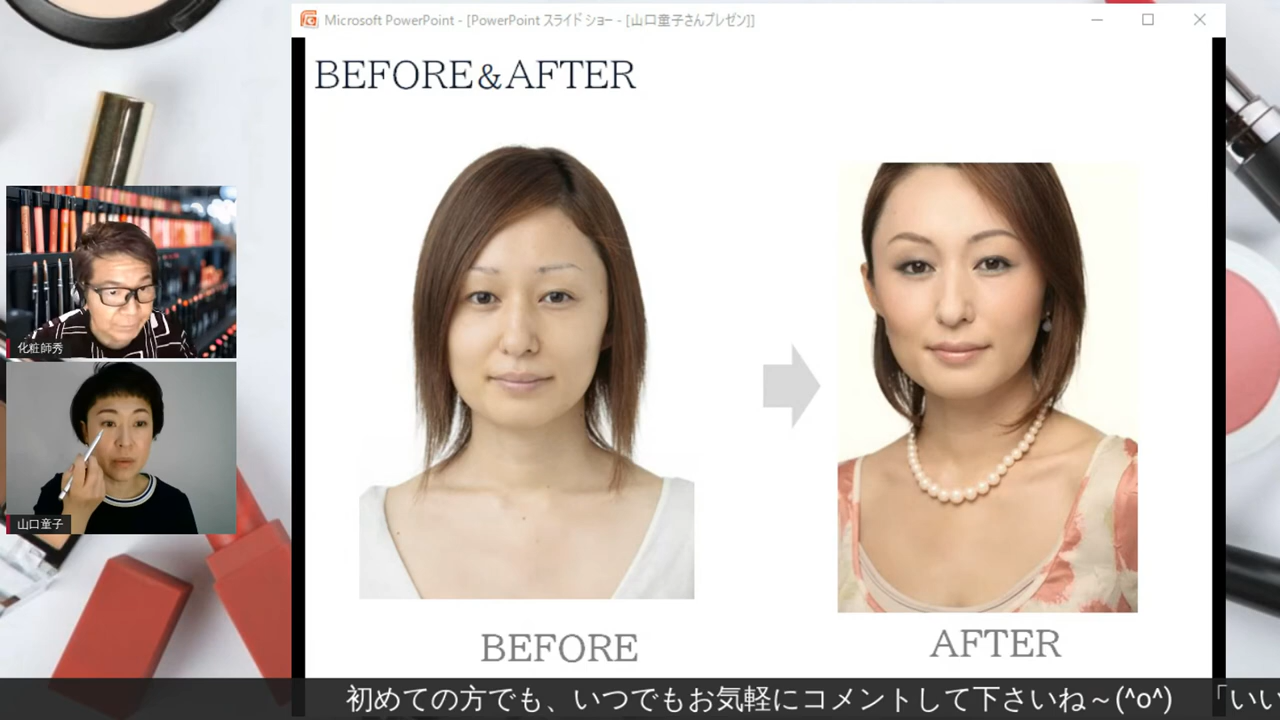 Microsoft PowerPoint - [PowerPoint スライド ショー - [山口童子さんプレゼン]]
BEFORE&AFTER
化粧師秀
山口童子
BEFORE
AFTER
初めての方でも、いつでもお気軽にコメントして下さいね～(^o^) 「いい